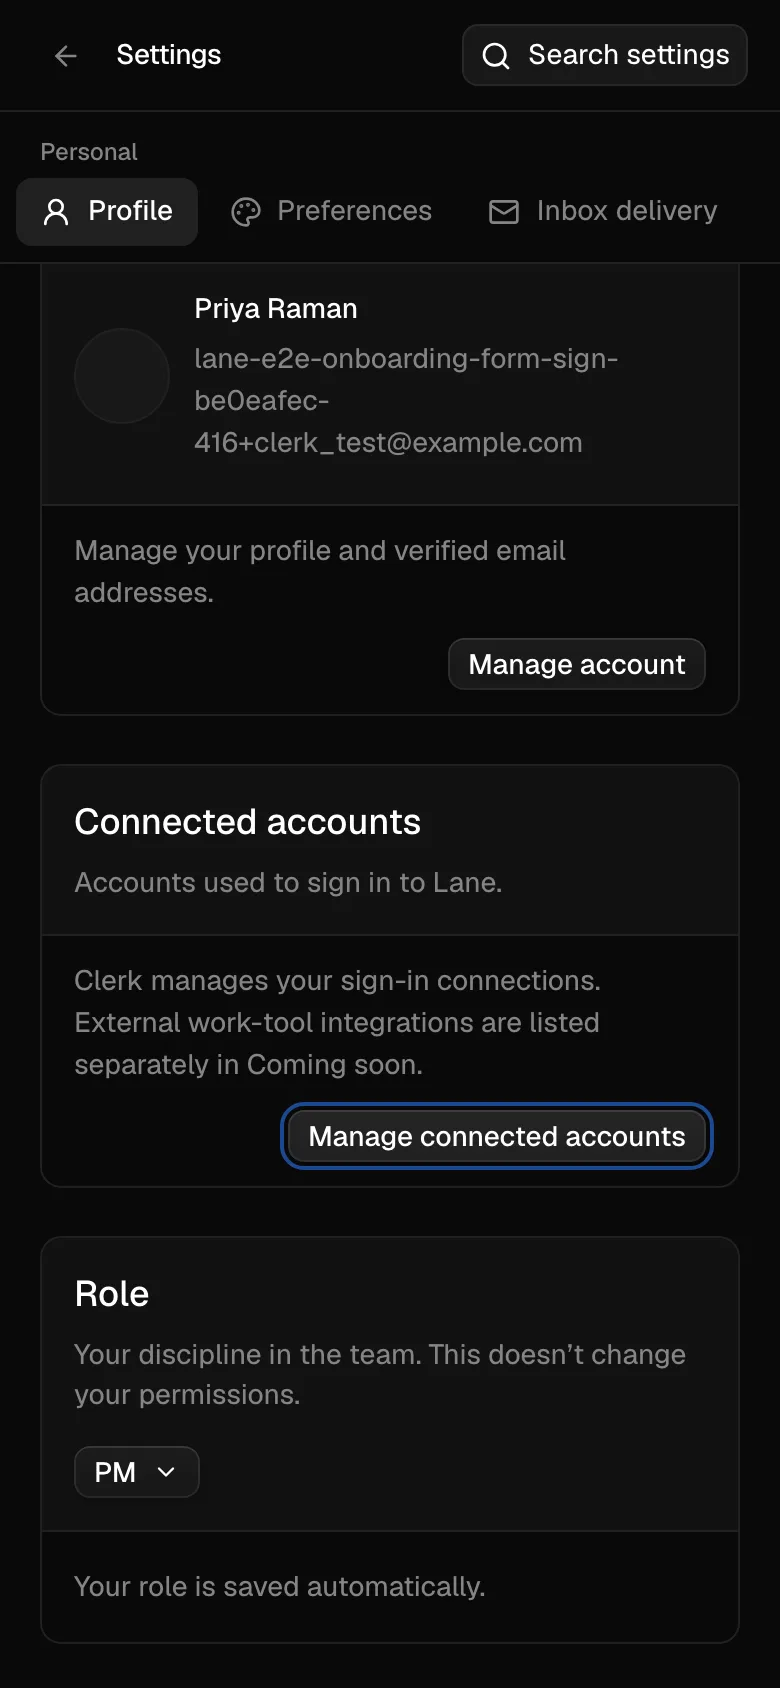 Settings
Search settings
Personal
Profile
Preferences
Inbox delivery
Priya Raman
lane-e2e-onboarding-form-sign-
be0eafec-
416+clerk_test@example.com
Manage your profile and verified email
addresses.
Manage account
Connected accounts
Accounts used to sign in to Lane.
Clerk manages your sign-in connections.
External work-tool integrations are listed
separately in Coming soon.
Manage connected accounts
Role
Your discipline in the team. This doesn’t change
your permissions.
PM
Your role is saved automatically.